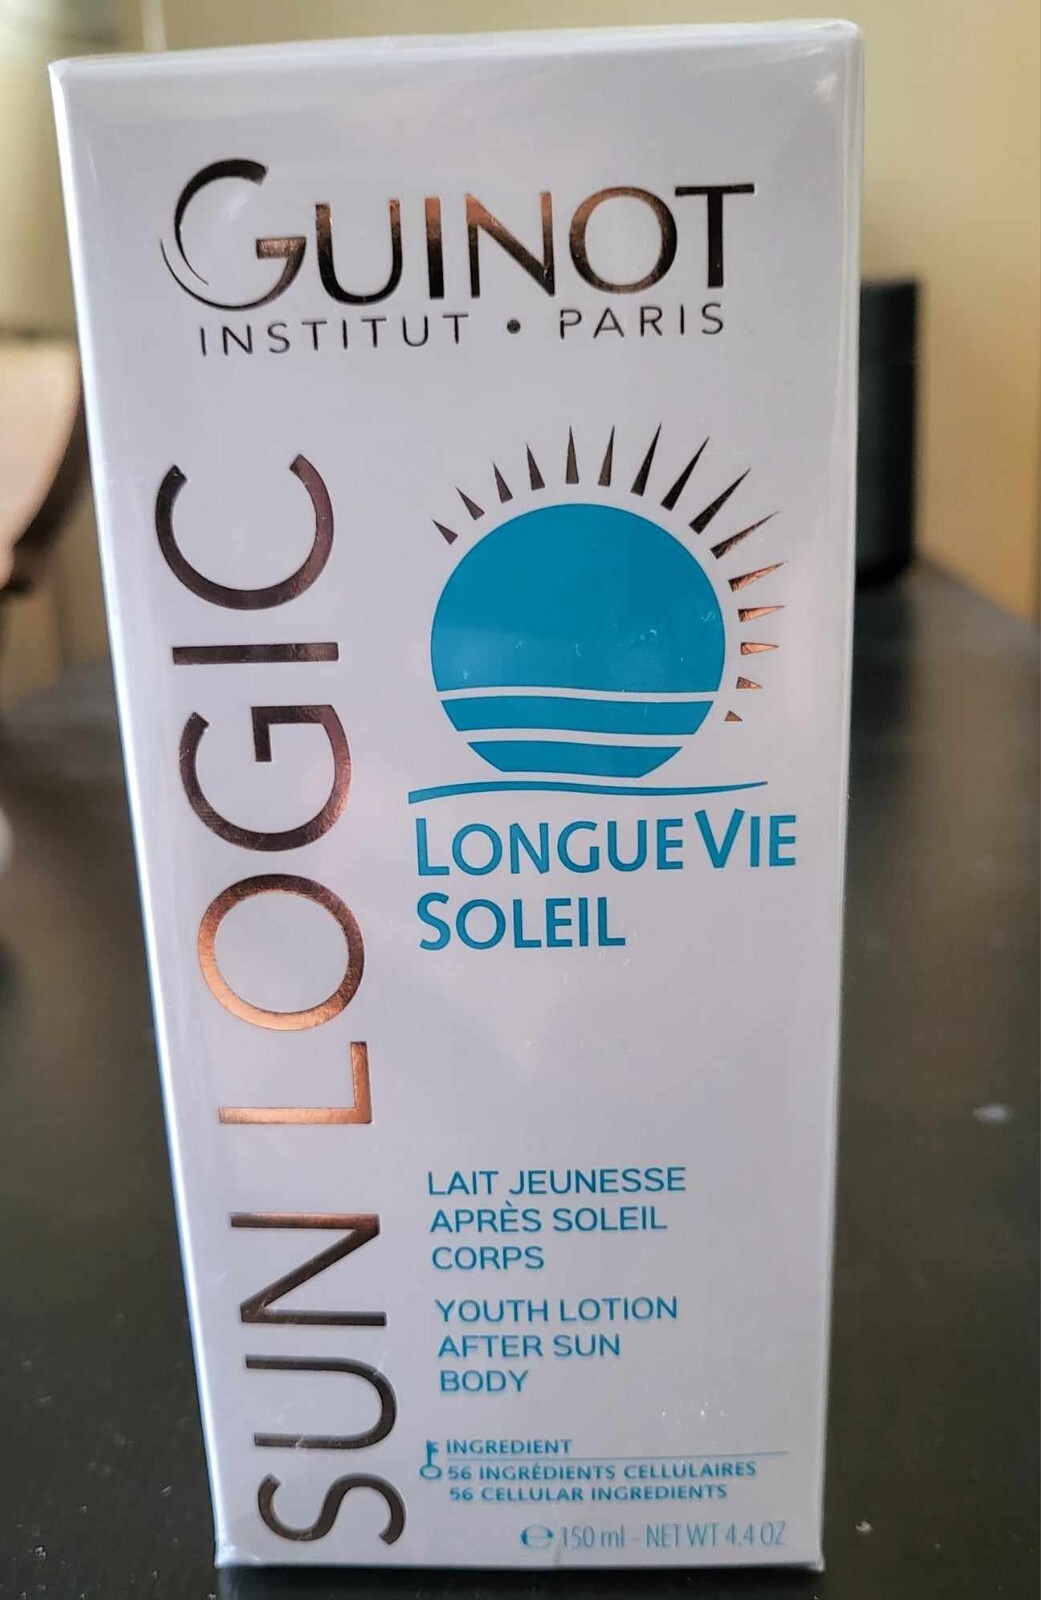 GUINOT
INSTITUT • PARIS
SUN LOGIC
LONGUE VIE
SOLEIL
LAIT JEUNESSE
APRÈS SOLEIL
CORPS
YOUTH LOTION
AFTER SUN
BODY
INGREDIENT
56 INGRÉDIENTS CELLULAIRES
56 CELLULAR INGREDIENTS
℮ 150 ml - NET WT 4.4 OZ